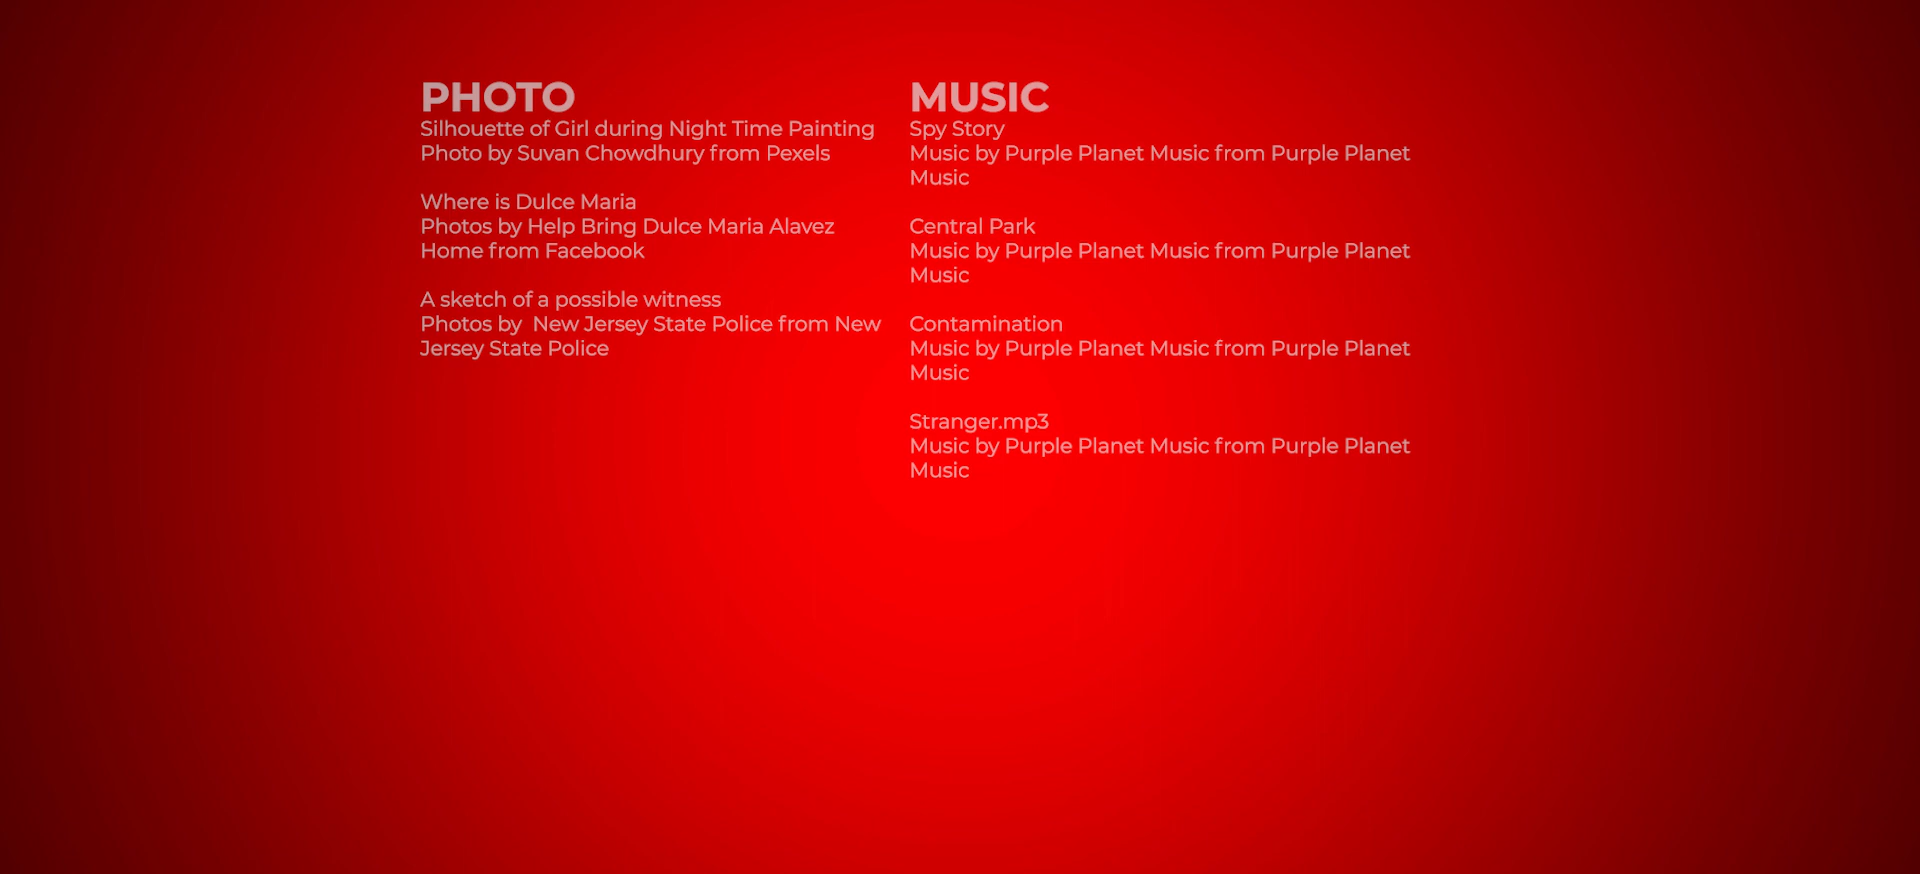 PHOTO
Silhouette of Girl during Night Time Painting
Photo by Suvan Chowdhury from Pexels
Where is Dulce Maria
Photos by Help Bring Dulce Maria Alavez
Home from Facebook
A sketch of a possible witness
Photos by  New Jersey State Police from New
Jersey State Police
MUSIC
Spy Story
Music by Purple Planet Music from Purple Planet
Music
Central Park
Music by Purple Planet Music from Purple Planet
Music
Contamination
Music by Purple Planet Music from Purple Planet
Music
Stranger.mp3
Music by Purple Planet Music from Purple Planet
Music